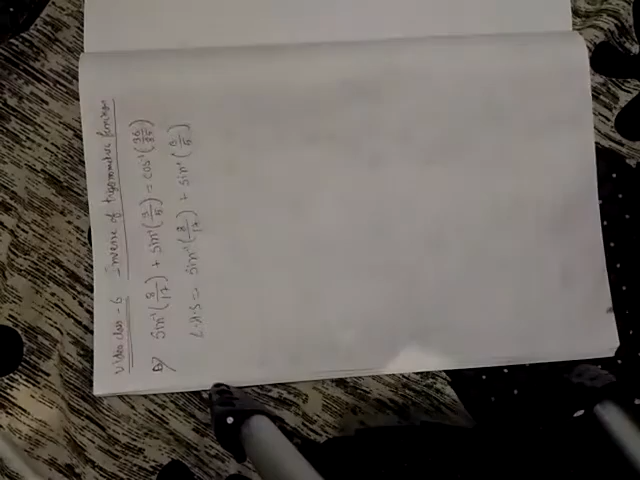 Video class - 6 Inverse of trigonometric function
B) sin⁻¹(8/17) + sin⁻¹(3/5) = cos⁻¹(36/85)
L.H.S = sin⁻¹(8/17) + sin⁻¹(3/5)